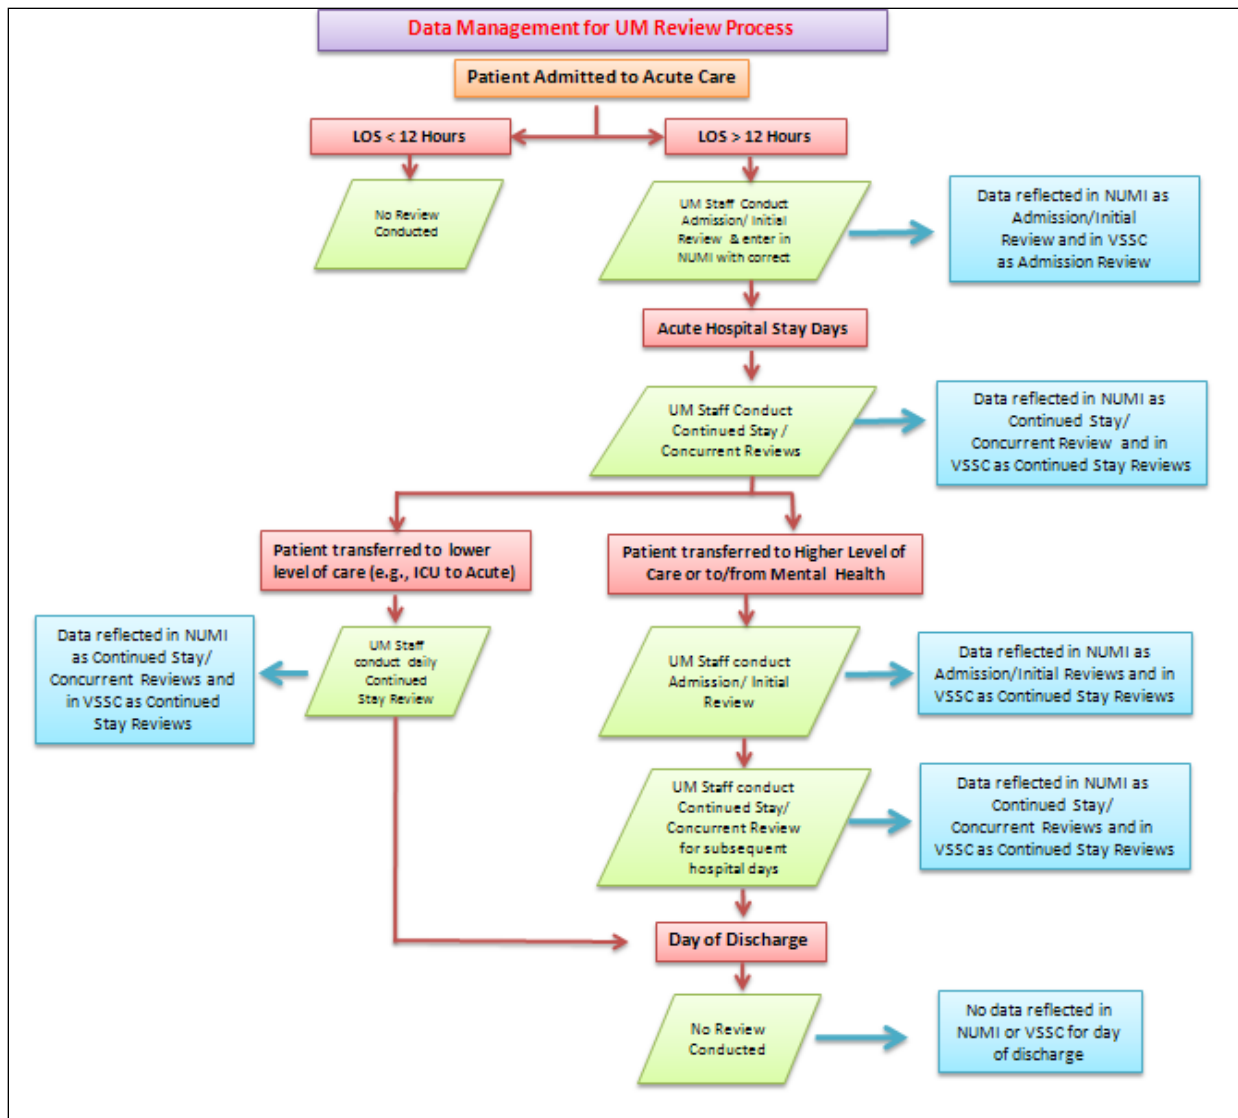 Data Management for UM Review Process
Patient Admitted to Acute Care
LOS < 12 Hours
LOS > 12 Hours
No Review
Conducted
UM Staff Conduct
Admission/ Initial
Review & enter in
NUMI with correct
Data reflected in NUMI as
Admission/Initial
Review and in VSSC
as Admission Review
Acute Hospital Stay Days
UM Staff Conduct
Continued Stay /
Concurrent Reviews
Data reflected in NUMI as
Continued Stay/
Concurrent Review and in
VSSC as Continued Stay Reviews
Patient transferred to lower
level of care (e.g., ICU to Acute)
Patient transferred to Higher Level of
Care or to/from Mental Health
Data reflected in NUMI
as Continued Stay/
Concurrent Reviews and
in VSSC as Continued
Stay Reviews
UM Staff
conduct daily
Continued
Stay Review
UM Staff conduct
Admission/ Initial
Review
Data reflected in NUMI as
Admission/Initial Reviews and in
VSSC as Continued Stay Reviews
UM Staff conduct
Continued Stay/
Concurrent Review
for subsequent
hospital days
Data reflected in NUMI as
Continued Stay/
Concurrent Reviews and in
VSSC as Continued Stay Reviews
Day of Discharge
No Review
Conducted
No data reflected in
NUMI or VSSC for day
of discharge